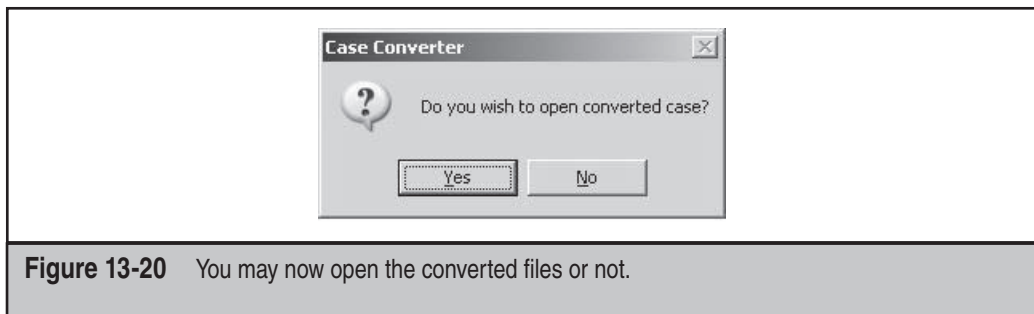 Case Converter
Do you wish to open converted case?
Yes
No
Figure 13-20 You may now open the converted files or not.